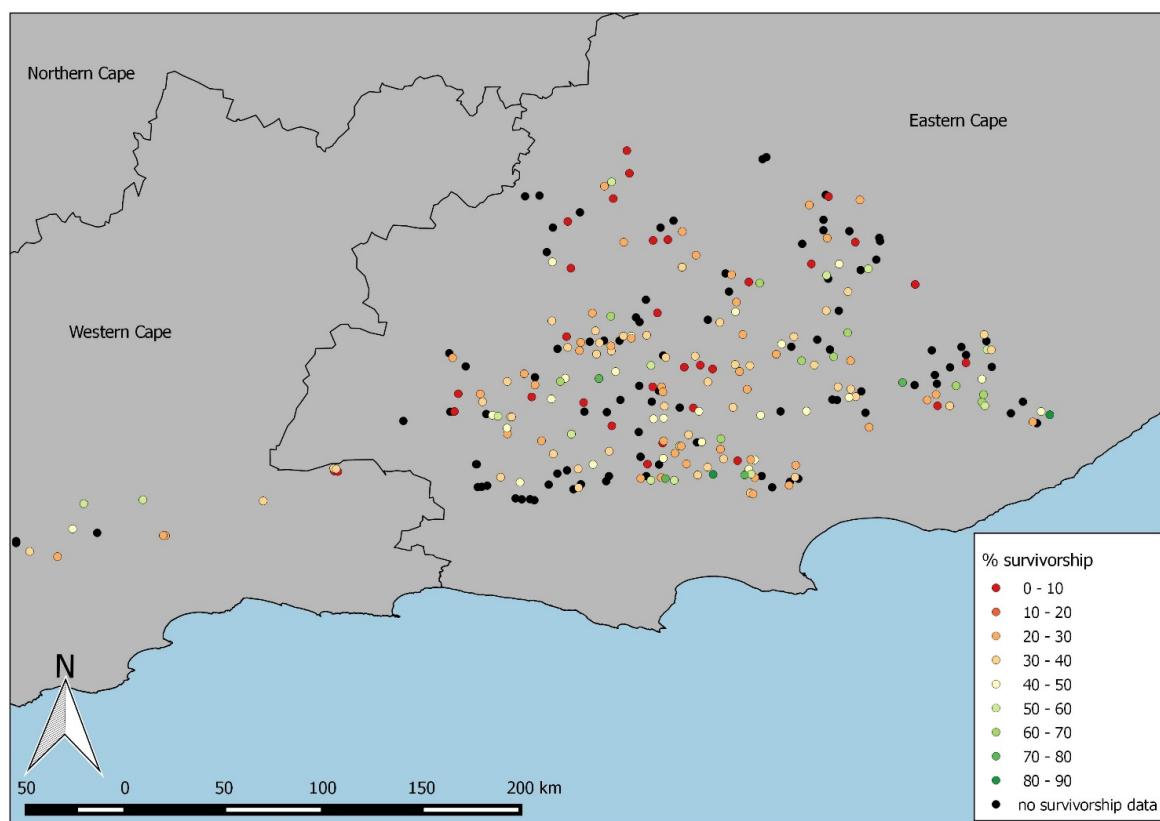 Northern Cape
Eastern Cape
Western Cape
N
50 0 50 100 150 200 km
% survivorship
0 - 10
10 - 20
20 - 30
30 - 40
40 - 50
50 - 60
60 - 70
70 - 80
80 - 90
no survivorship data